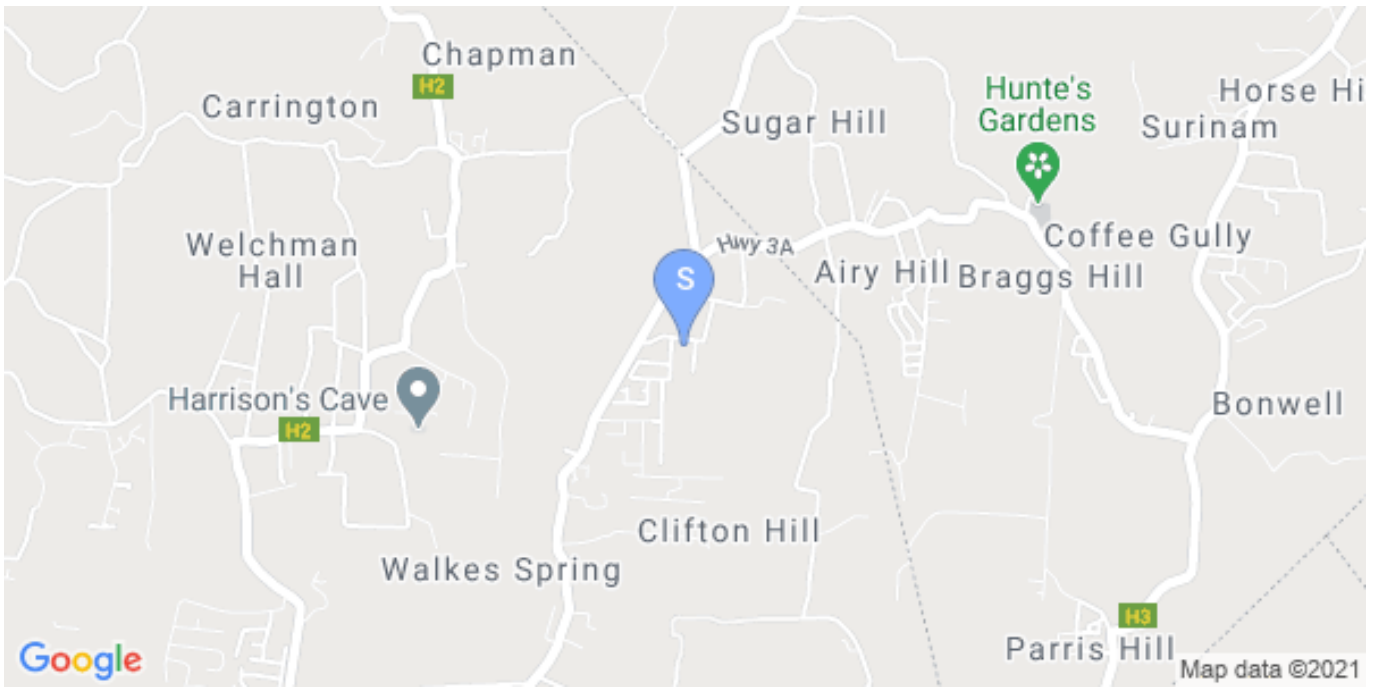 Chapman
H2
Carrington
Sugar Hill
Hunte's
Gardens
Horse Hi
Surinam
Welchman
Hall
Hwy 3A
Coffee Gully
S
Airy Hill
Braggs Hill
Harrison's Cave
H2
Bonwell
Clifton Hill
Walkes Spring
H3
Parris Hill
Google
Map data ©2021